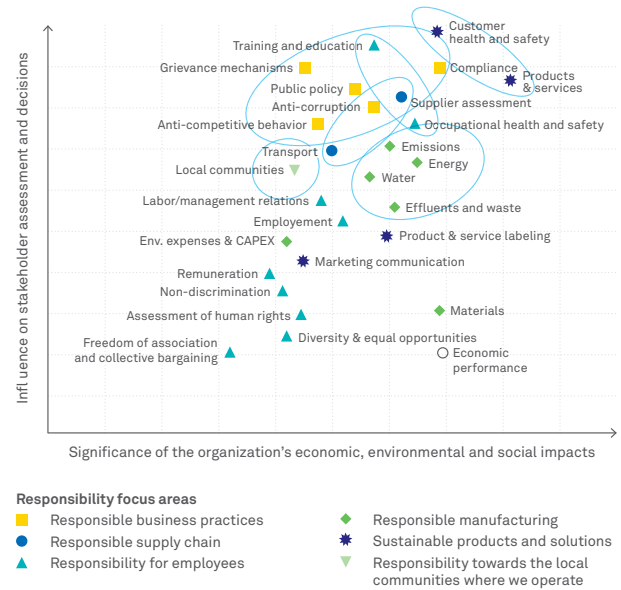 Customer
health and safety
Training and education
Grievance mechanisms
Compliance
Products
& services
Public policy
Supplier assessment
Anti-corruption
Anti-competitive behavior
Occupational health and safety
Emissions
Transport
Energy
Local communities
Water
Labor/management relations
Effluents and waste
Employement
Product & service labeling
Env. expenses & CAPEX
Marketing communication
Remuneration
Non-discrimination
Materials
Assessment of human rights
Diversity & equal opportunities
Freedom of association
and collective bargaining
Economic
performance
Infl uence on stakeholder assessment and decisions
Significance of the organization's economic, environmental and social impacts
Responsibility focus areas
Responsible business practices
Responsible supply chain
Responsibility for employees
Responsible manufacturing
Sustainable products and solutions
Responsibility towards the local
communities where we operate